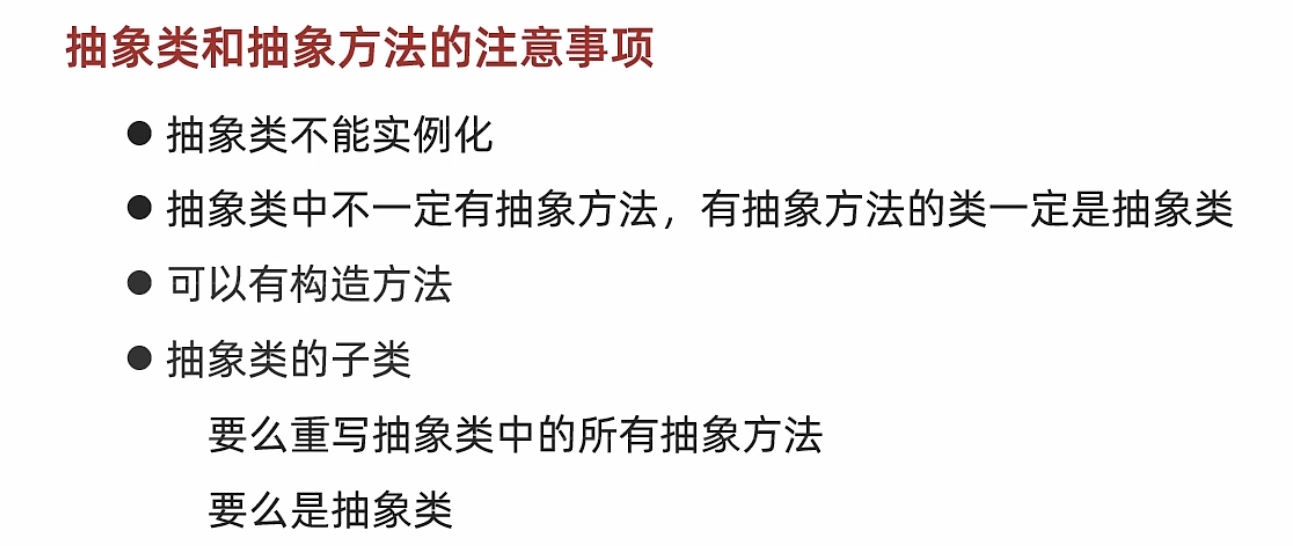 抽象类和抽象方法的注意事项
● 抽象类不能实例化
● 抽象类中不一定有抽象方法，有抽象方法的类一定是抽象类
● 可以有构造方法
● 抽象类的子类
要么重写抽象类中的所有抽象方法
要么是抽象类